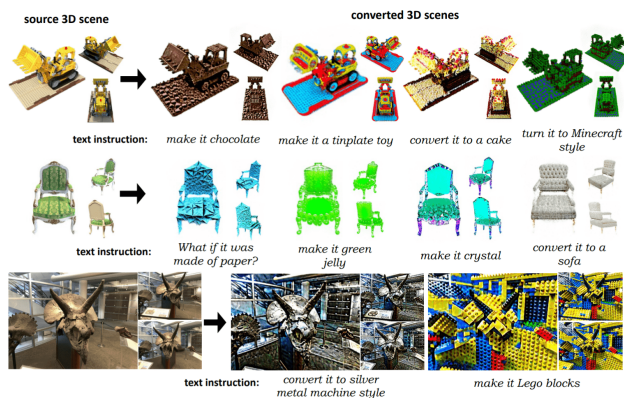 source 3D scene
converted 3D scenes
text instruction:
make it chocolate
make it a tinplate toy
convert it to a cake
turn it to Minecraft
style
text instruction:
What if it was
made of paper?
make it green
jelly
make it crystal
convert it to a
sofa
text instruction:
convert it to silver
metal machine style
make it Lego blocks